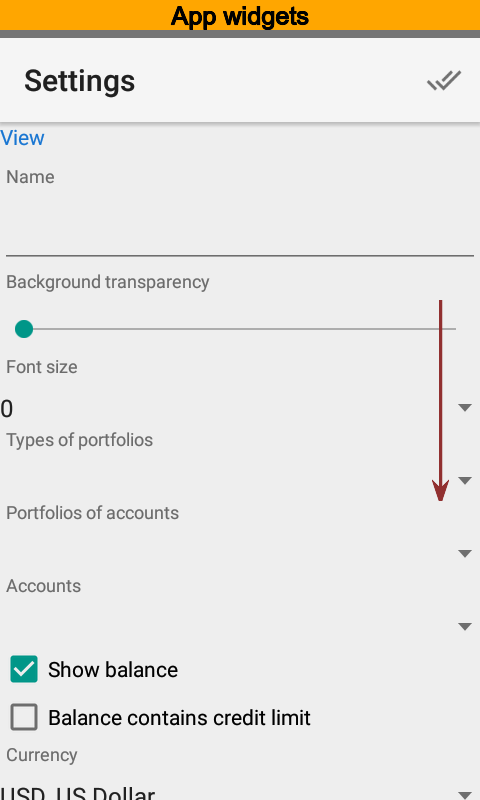 App widgets
Settings
View
Name
Background transparency
Font size
0
Types of portfolios
Portfolios of accounts
Accounts
Show balance
Balance contains credit limit
Currency
USD, US Dollar